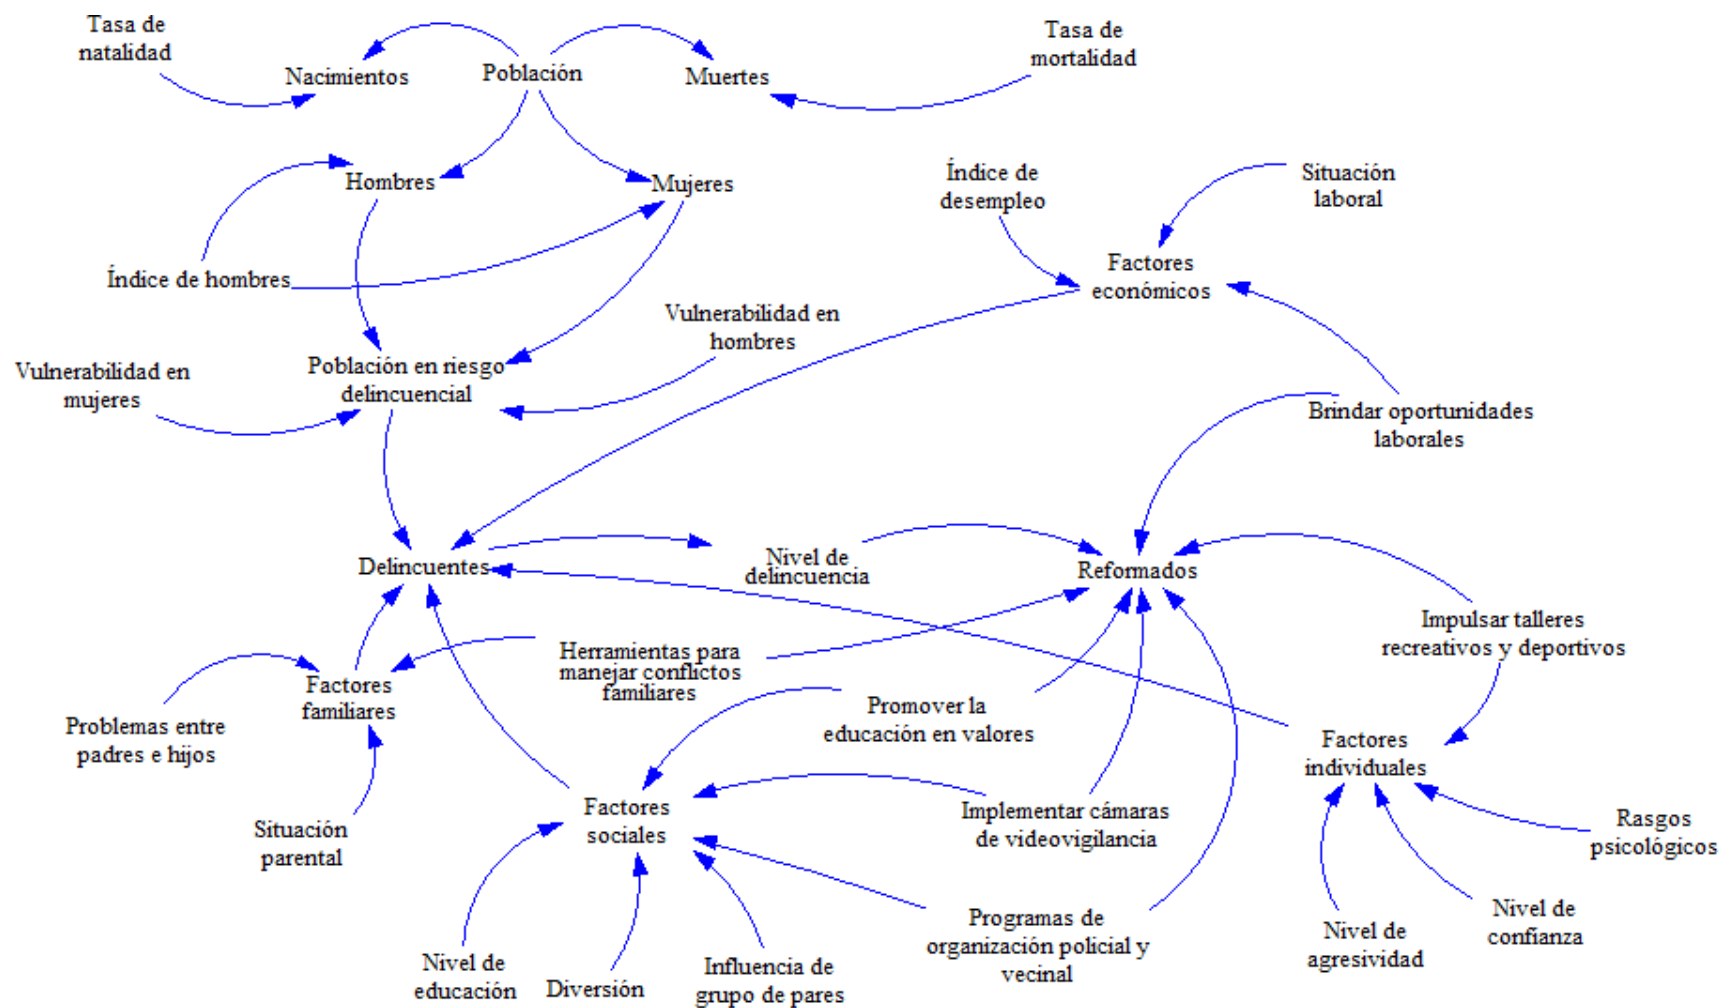 Tasa de
natalidad
Nacimientos
Población
Muertes
Tasa de
mortalidad
Hombres
Mujeres
Índice de
desempleo
Situación
laboral
Índice de hombres
Factores
económicos
Vulnerabilidad en
hombres
Vulnerabilidad en
mujeres
Población en riesgo
delincuencial
Brindar oportunidades
laborales
Delincuentes
Nivel de
delincuencia
Reformados
Impulsar talleres
recreativos y deportivos
Herramientas para
manejar conflictos
familiares
Factores
familiares
Problemas entre
padres e hijos
Promover la
educación en valores
Factores
individuales
Situación
parental
Factores
sociales
Implementar cámaras
de videovigilancia
Rasgos
psicológicos
Nivel de
educación
Diversión
Influencia de
grupo de pares
Programas de
organización policial y
vecinal
Nivel de
agresividad
Nivel de
confianza